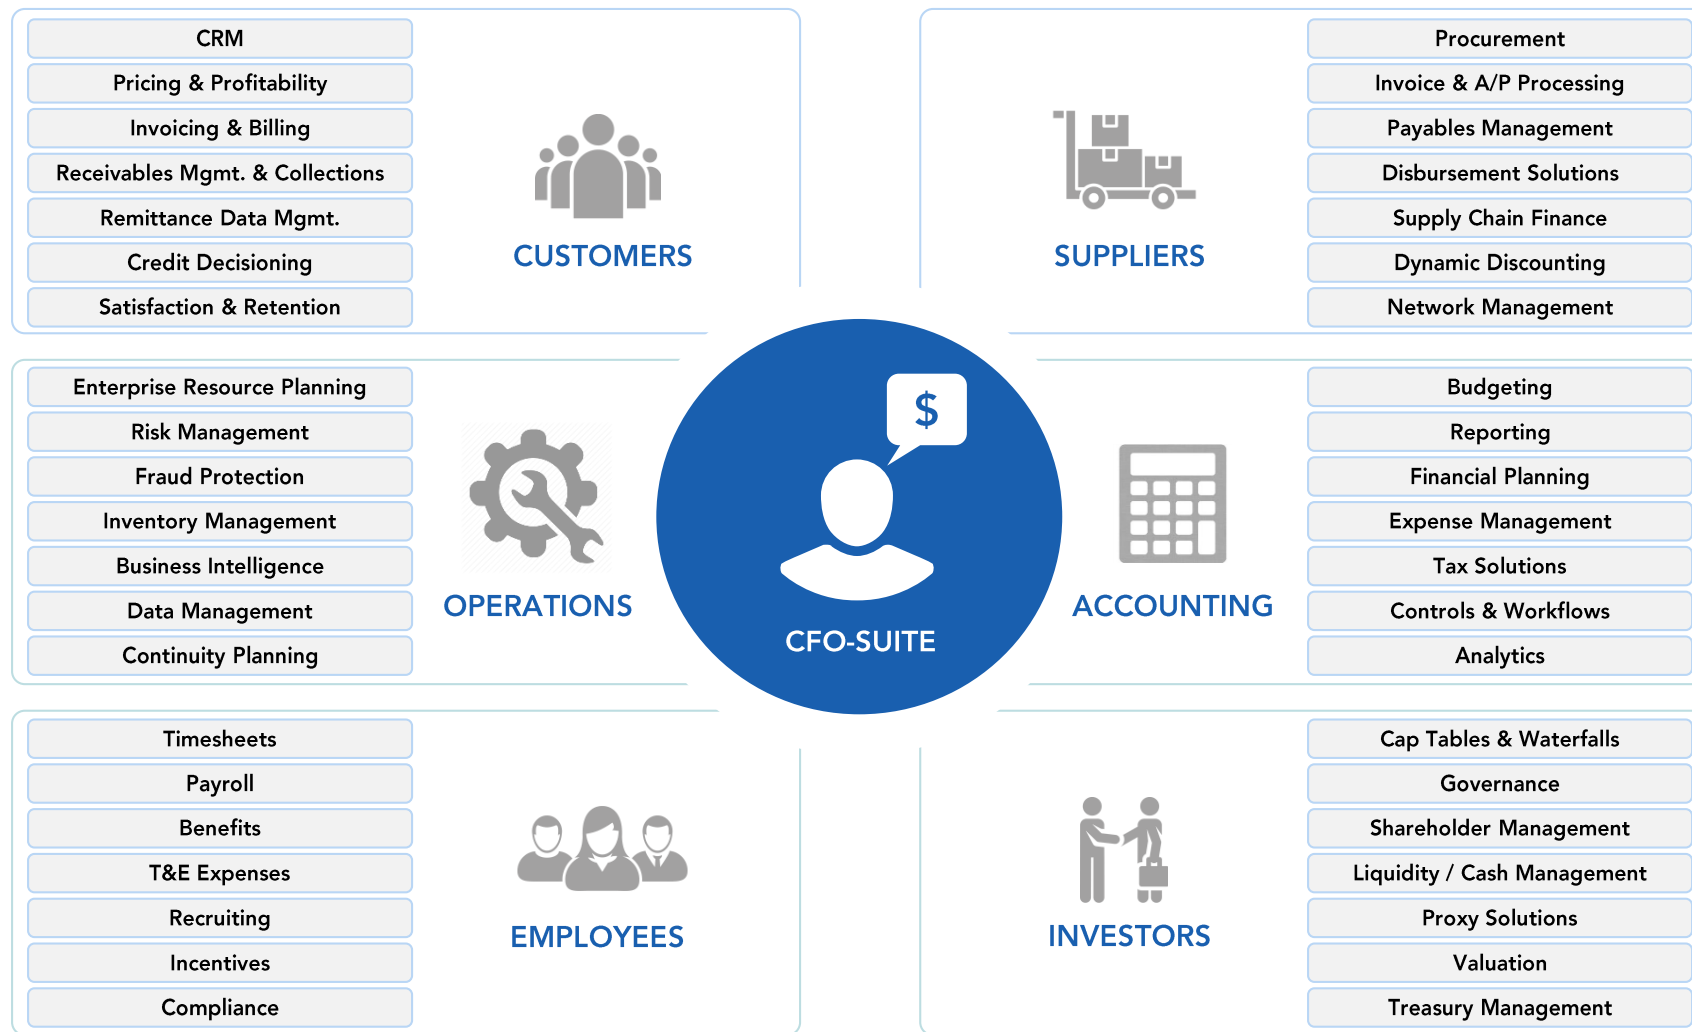 CRM
Pricing & Profitability
Invoicing & Billing
Receivables Mgmt. & Collections
Remittance Data Mgmt.
Credit Decisioning
Satisfaction & Retention
CUSTOMERS
SUPPLIERS
Procurement
Invoice & A/P Processing
Payables Management
Disbursement Solutions
Supply Chain Finance
Dynamic Discounting
Network Management
Enterprise Resource Planning
Risk Management
Fraud Protection
Inventory Management
Business Intelligence
Data Management
Continuity Planning
OPERATIONS
$
CFO-SUITE
ACCOUNTING
Budgeting
Reporting
Financial Planning
Expense Management
Tax Solutions
Controls & Workflows
Analytics
Timesheets
Payroll
Benefits
T&E Expenses
Recruiting
Incentives
Compliance
EMPLOYEES
INVESTORS
Cap Tables & Waterfalls
Governance
Shareholder Management
Liquidity / Cash Management
Proxy Solutions
Valuation
Treasury Management